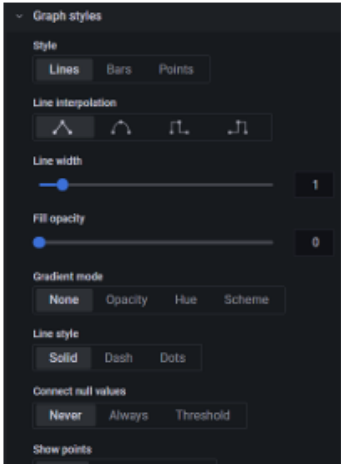 Graph styles
Style
Lines Bars Points
Line interpolation
Line width
1
Fill opacity
0
Gradient mode
None Opacity Hue Scheme
Line style
Solid Dash Dots
Connect null values
Never Always Threshold
Show points